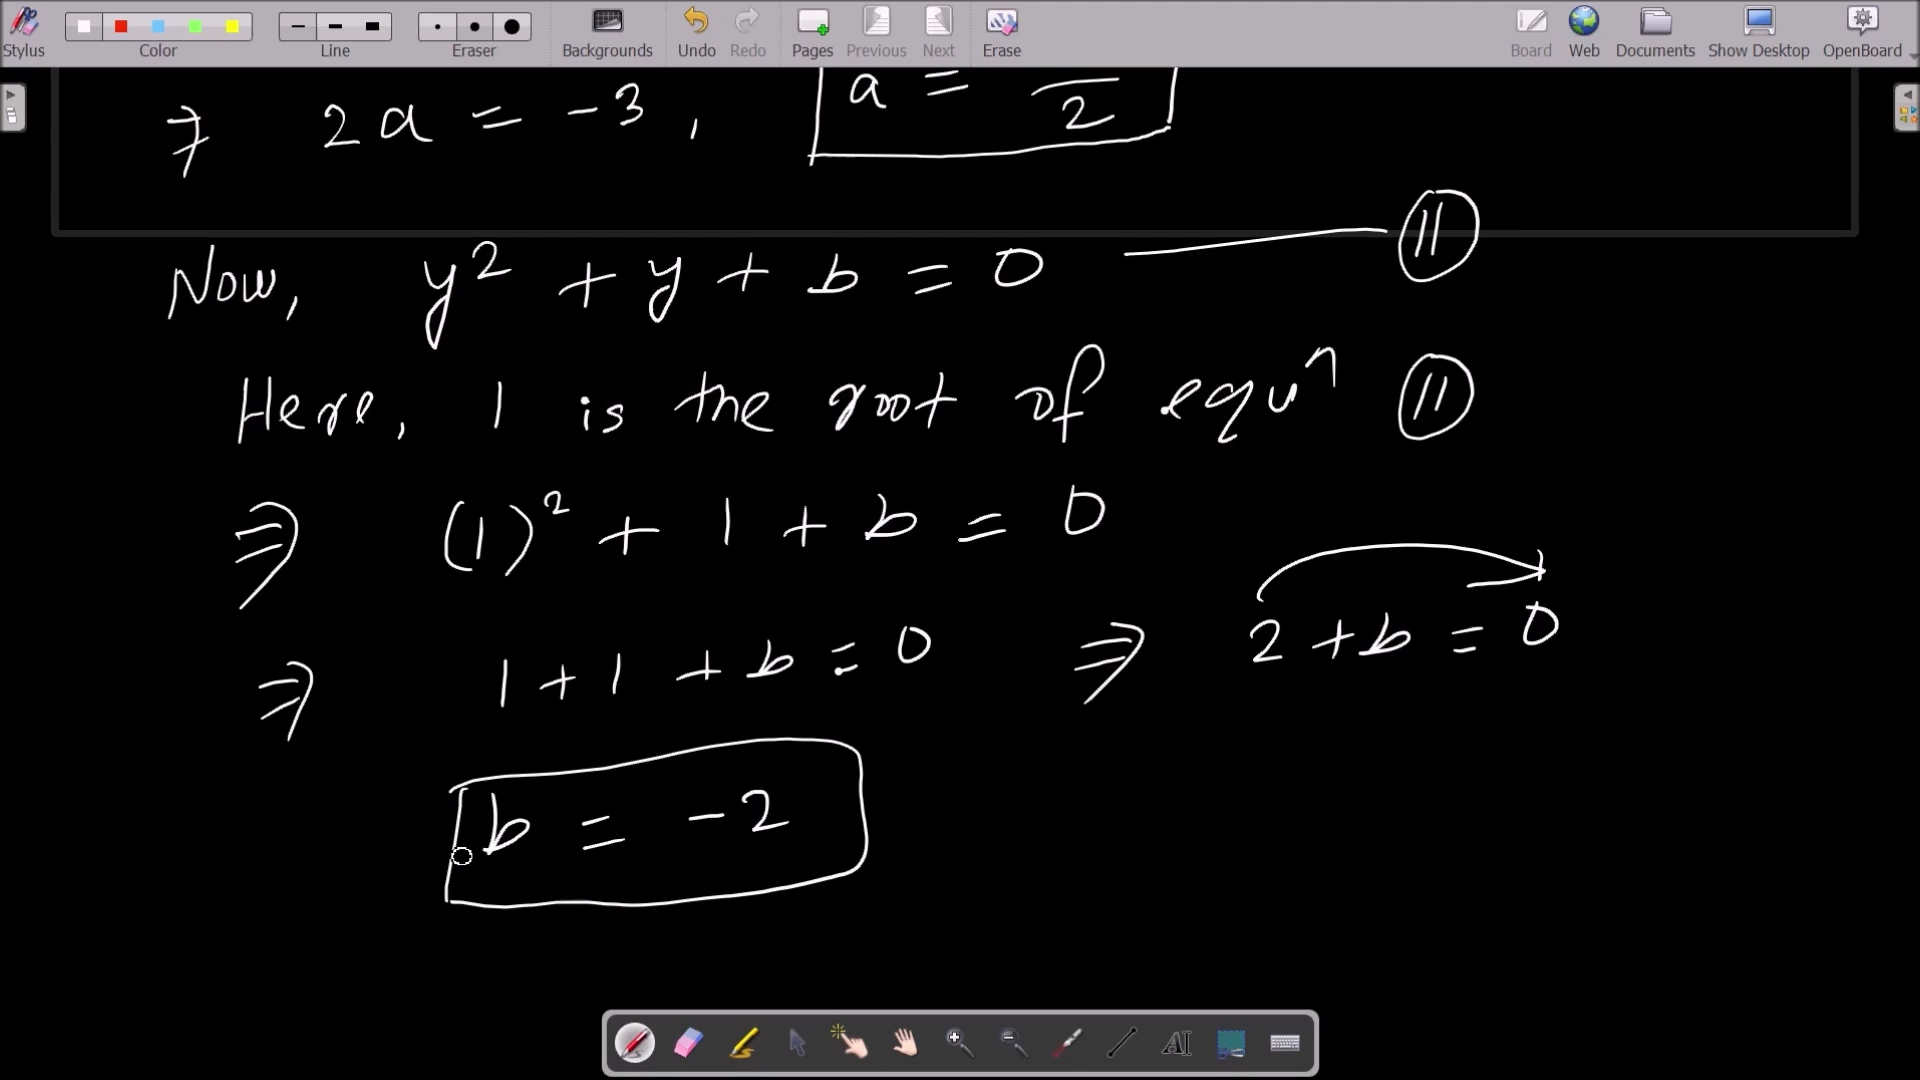 Stylus Color Line Eraser Backgrounds Undo Redo Pages Previous Next Erase Board Web Documents Show Desktop OpenBoard
⇒ 2a = -3, a = /2
Now, y² + y + b = 0 —— (II)
Here, 1 is the root of equⁿ (II)
⇒ (1)² + 1 + b = 0
⇒ 1 + 1 + b = 0 ⇒ 2 + b = 0
b = -2
AI